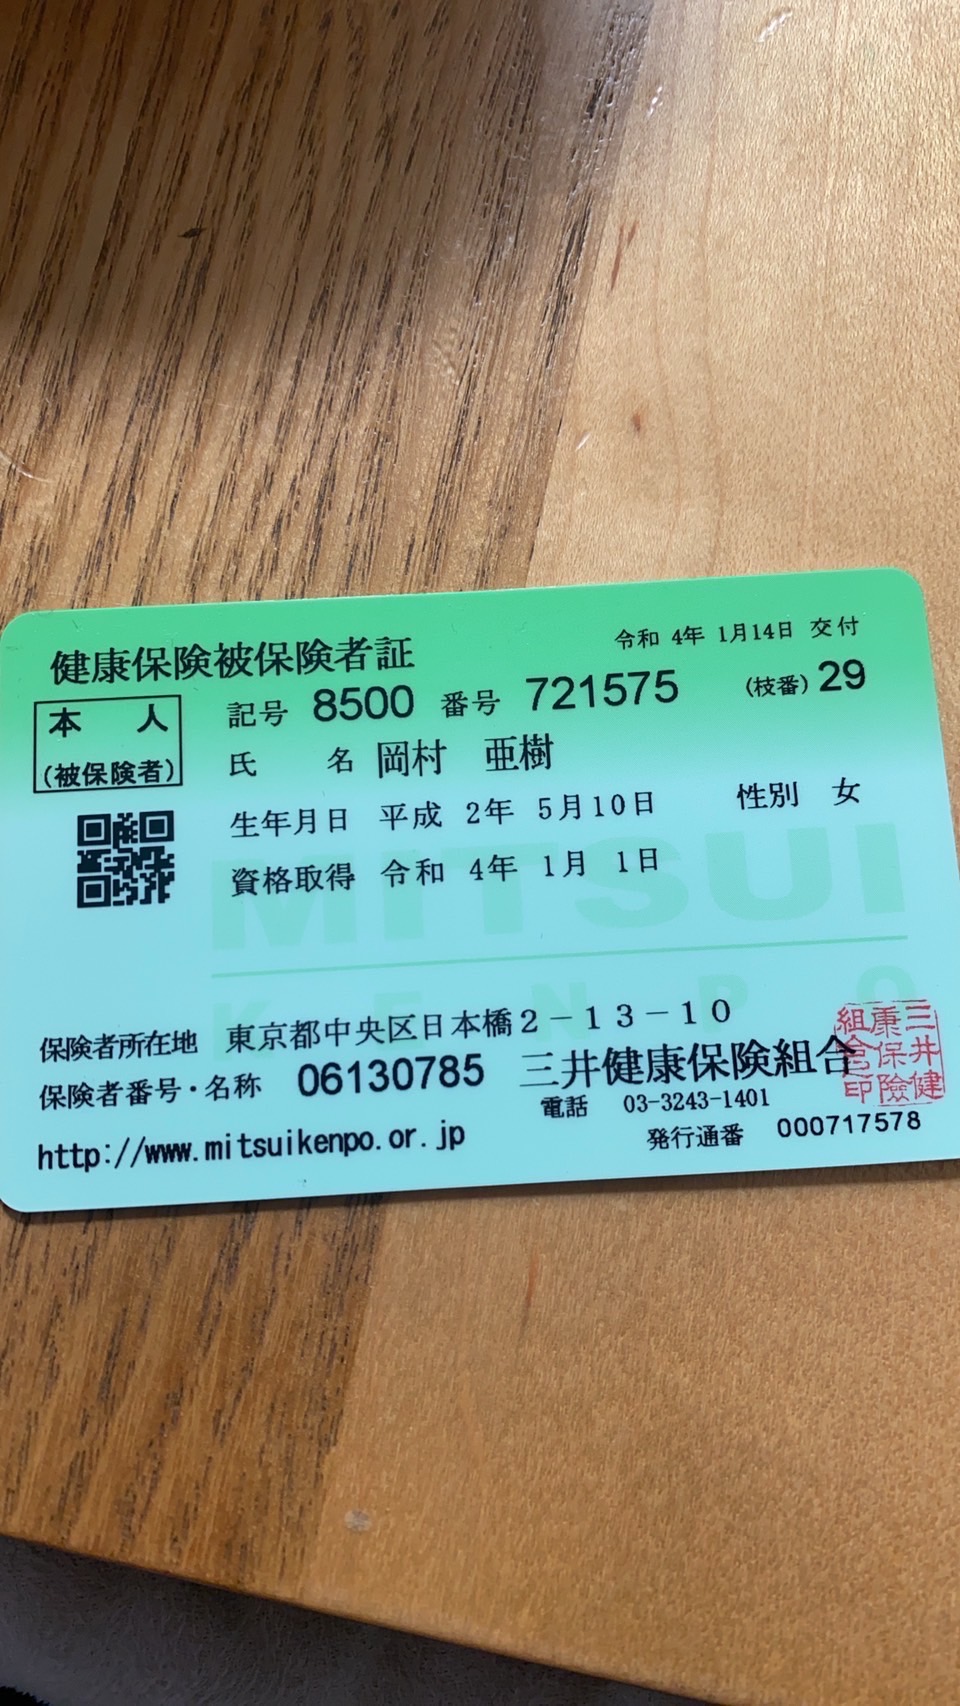 健康保険被保険者証
令和 4年 1月14日 交付
本 人
(被保険者)
記号 8500 番号 721575 (枝番) 29
氏 名 岡村 亜樹
生年月日 平成 2年 5月10日 性別 女
資格取得 令和 4年 1月 1日
MITSUI
KENPO
保険者所在地 東京都中央区日本橋2－13－10
保険者番号・名称 06130785 三井健康保険組合
三井健康保険組合印
電話 03-3243-1401
http://www.mitsuikenpo.or.jp
発行通番 000717578